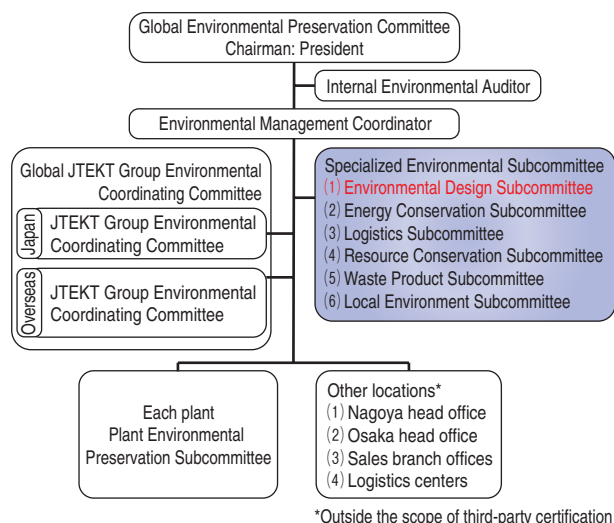 Global Environmental Preservation Committee
Chairman: President
Internal Environmental Auditor
Environmental Management Coordinator
Global JTEKT Group Environmental
Coordinating Committee
Japan
JTEKT Group Environmental
Coordinating Committee
Overseas
JTEKT Group Environmental
Coordinating Committee
Specialized Environmental Subcommittee
(1) Environmental Design Subcommittee
(2) Energy Conservation Subcommittee
(3) Logistics Subcommittee
(4) Resource Conservation Subcommittee
(5) Waste Product Subcommittee
(6) Local Environment Subcommittee
Each plant
Plant Environmental
Preservation Subcommittee
Other locations*
(1) Nagoya head office
(2) Osaka head office
(3) Sales branch offices
(4) Logistics centers
*Outside the scope of third-party certification